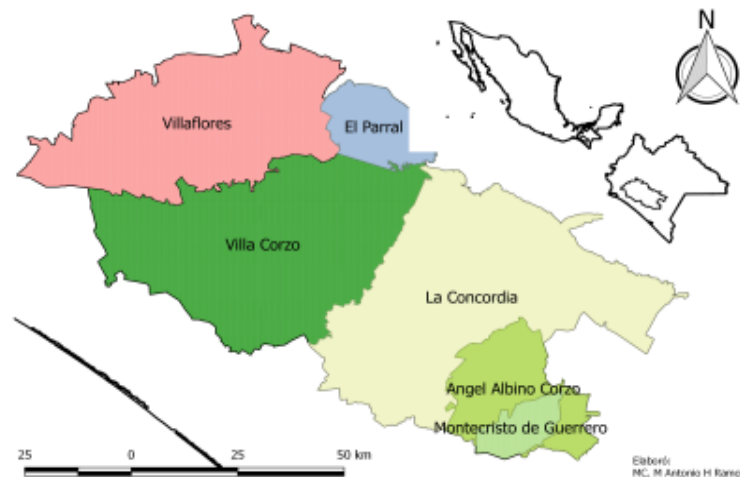 N
Villaflores
El Parral
Villa Corzo
La Concordia
Angel Albino Corzo
Montecristo de Guerrero
25 0 25 50 km
Elaboró:
MC. M Antonio H Ramo